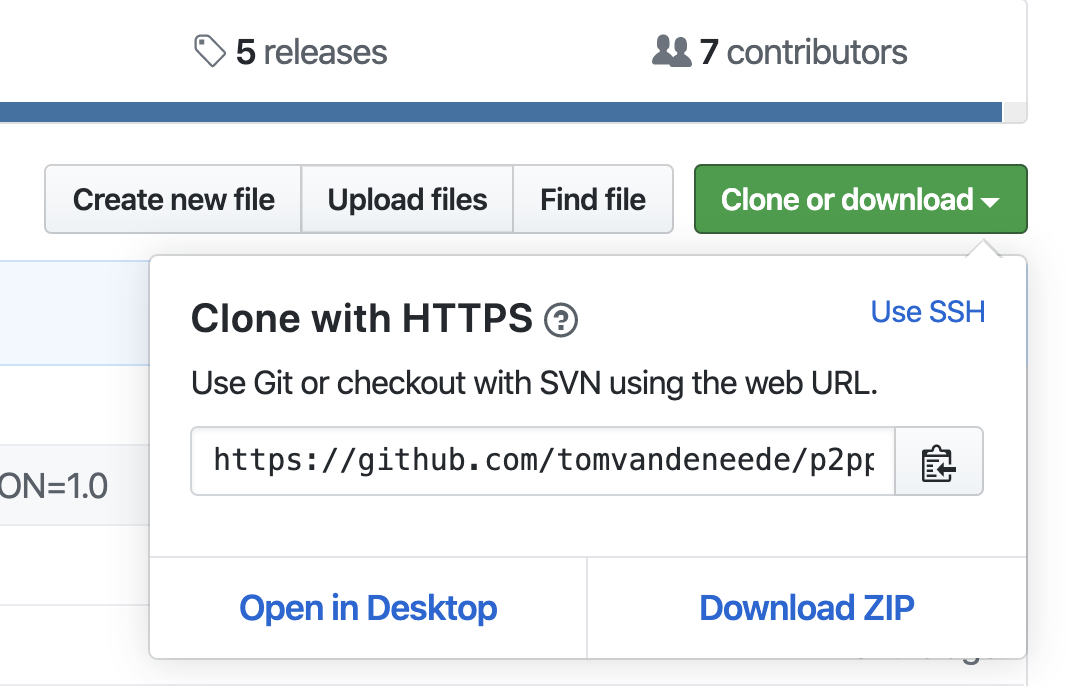 5 releases
7 contributors
Create new file
Upload files
Find file
Clone or download
Clone with HTTPS
Use SSH
Use Git or checkout with SVN using the web URL.
https://github.com/tomvandeneede/p2pp
ON=1.0
Open in Desktop
Download ZIP